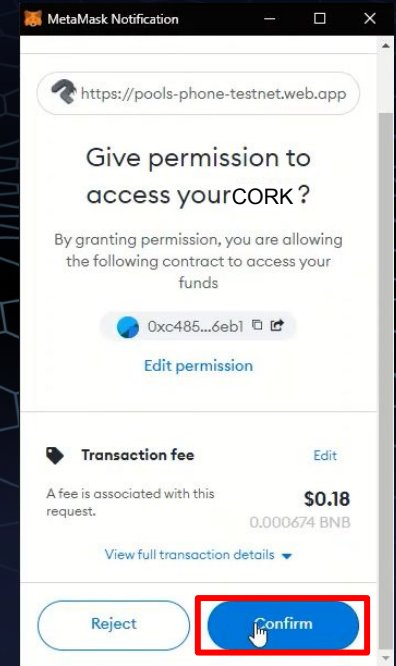 MetaMask Notification
https://pools-phone-testnet.web.app
Give permission to
access yourCORK ?
By granting permission, you are allowing
the following contract to access your
funds
0xc485...6eb1
Edit permission
Transaction fee
Edit
A fee is associated with this
request.
$0.18
0.000674 BNB
View full transaction details
Reject
Confirm